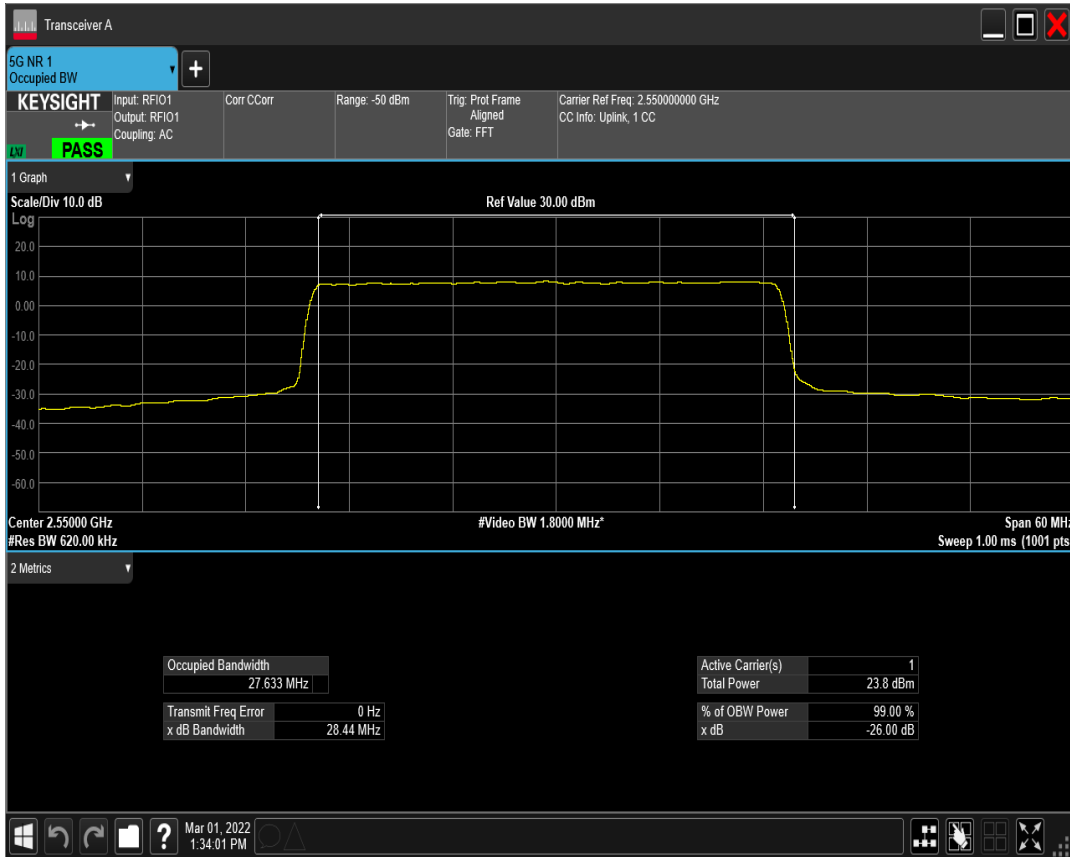 Transceiver A
5G NR 1
Occupied BW
+
KEYSIGHT
LXI
PASS
Input: RFIO1
Output: RFIO1
Coupling: AC
Corr CCorr
Range: -50 dBm
Trig: Prot Frame
Aligned
Gate: FFT
Carrier Ref Freq: 2.550000000 GHz
CC Info: Uplink, 1 CC
1 Graph
Scale/Div 10.0 dB
Ref Value 30.00 dBm
Log
20.0
10.0
0.00
-10.0
-20.0
-30.0
-40.0
-50.0
-60.0
Center 2.55000 GHz
#Video BW 1.8000 MHz*
Span 60 MHz
#Res BW 620.00 kHz
Sweep 1.00 ms (1001 pts
2 Metrics
Occupied Bandwidth
27.633 MHz
Transmit Freq Error 0 Hz
x dB Bandwidth 28.44 MHz
Active Carrier(s) 1
Total Power 23.8 dBm
% of OBW Power 99.00 %
x dB -26.00 dB
?
Mar 01, 2022
1:34:01 PM